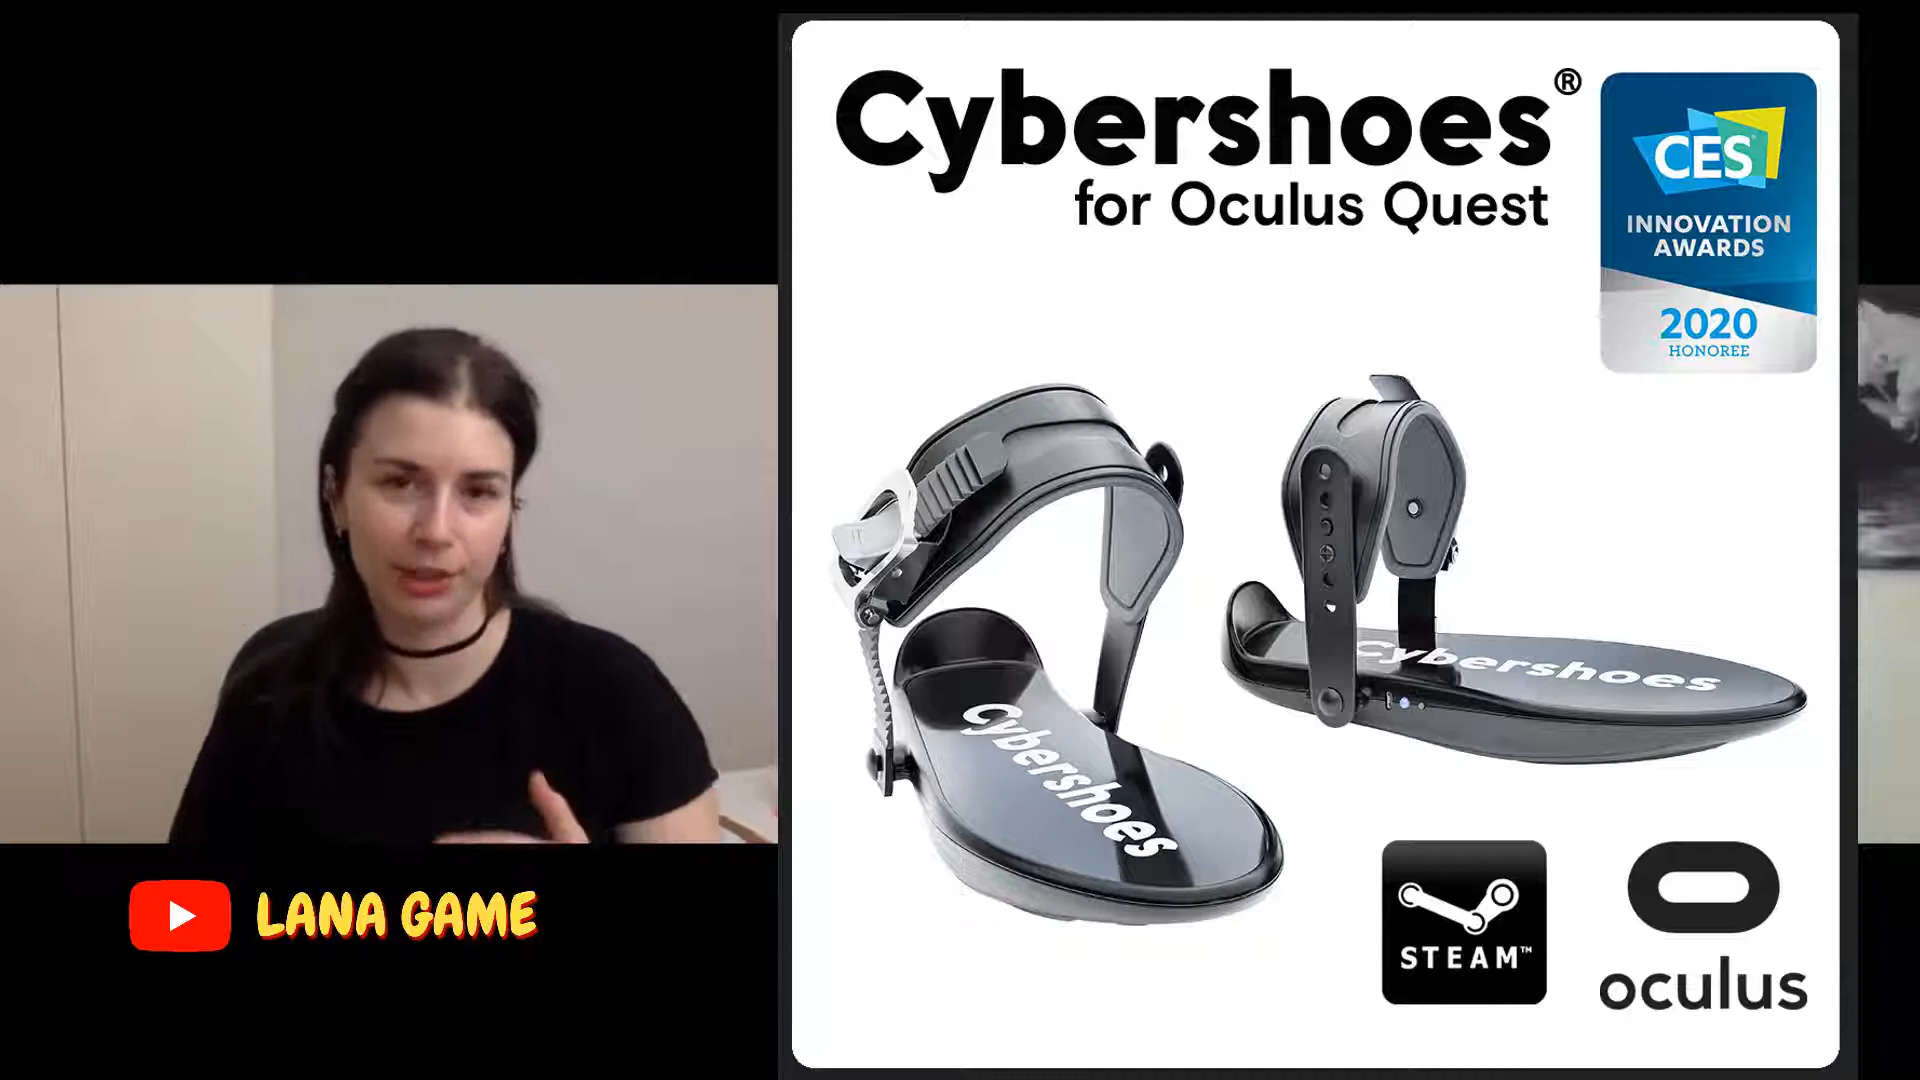 Cybershoes®
for Oculus Quest
CES
INNOVATION
AWARDS
2020
HONOREE
Cybershoes
Cybershoes
LANA GAME
STEAM™
oculus